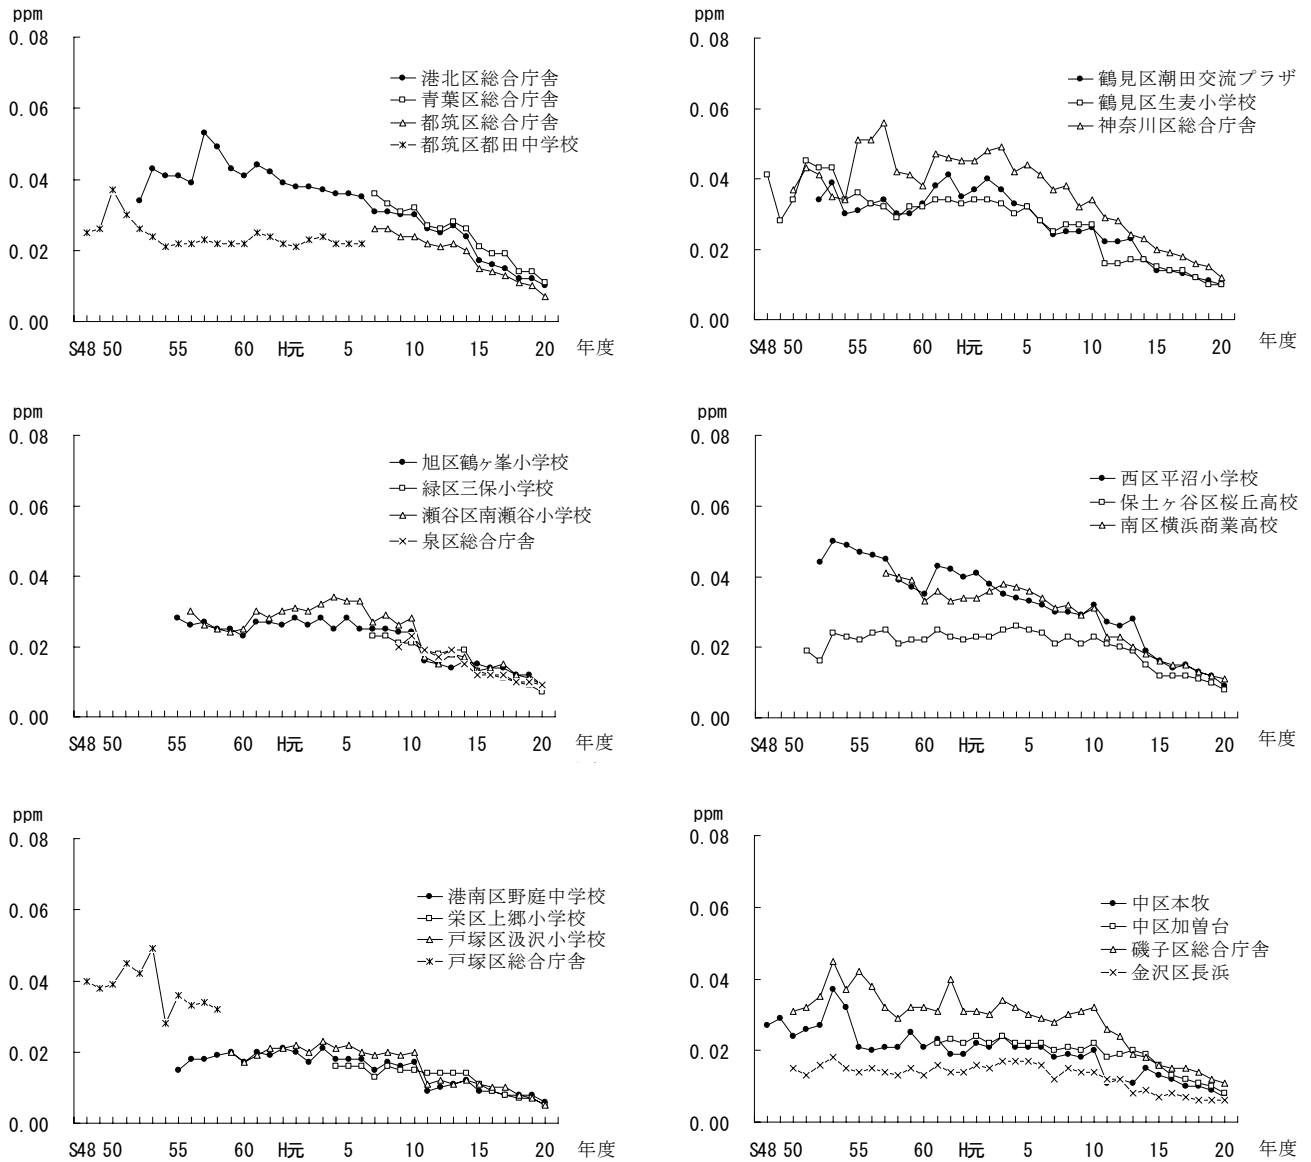 ppm
0.08
0.06
0.04
0.02
0.00
港北区総合庁舎
青葉区総合庁舎
都筑区総合庁舎
都筑区都田中学校
S48 50 55 60 H元 5 10 15 20 年度
ppm
0.08
0.06
0.04
0.02
0.00
鶴見区潮田交流プラザ
鶴見区生麦小学校
神奈川区総合庁舎
S48 50 55 60 H元 5 10 15 20 年度
ppm
0.08
0.06
0.04
0.02
0.00
旭区鶴ヶ峯小学校
緑区三保小学校
瀬谷区南瀬谷小学校
泉区総合庁舎
S48 50 55 60 H元 5 10 15 20 年度
ppm
0.08
0.06
0.04
0.02
0.00
西区平沼小学校
保土ヶ谷区桜丘高校
南区横浜商業高校
S48 50 55 60 H元 5 10 15 20 年度
ppm
0.08
0.06
0.04
0.02
0.00
港南区野庭中学校
栄区上郷小学校
戸塚区汲沢小学校
戸塚区総合庁舎
S48 50 55 60 H元 5 10 15 20 年度
ppm
0.08
0.06
0.04
0.02
0.00
中区本牧
中区加曽台
磯子区総合庁舎
金沢区長浜
S48 50 55 60 H元 5 10 15 20 年度